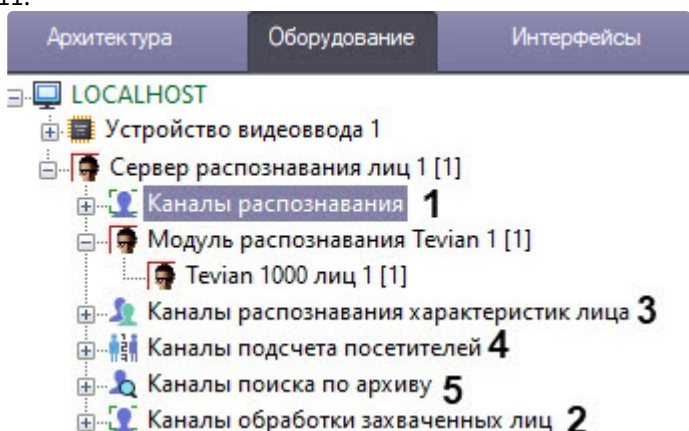 11.
Архитектура Оборудование Интерфейсы
LOCALHOST
Устройство видеоввода 1
Сервер распознавания лиц 1 [1]
Каналы распознавания 1
Модуль распознавания Tevian 1 [1]
Tevian 1000 лиц 1 [1]
Каналы распознавания характеристик лица 3
Каналы подсчета посетителей 4
Каналы поиска по архиву 5
Каналы обработки захваченных лиц 2